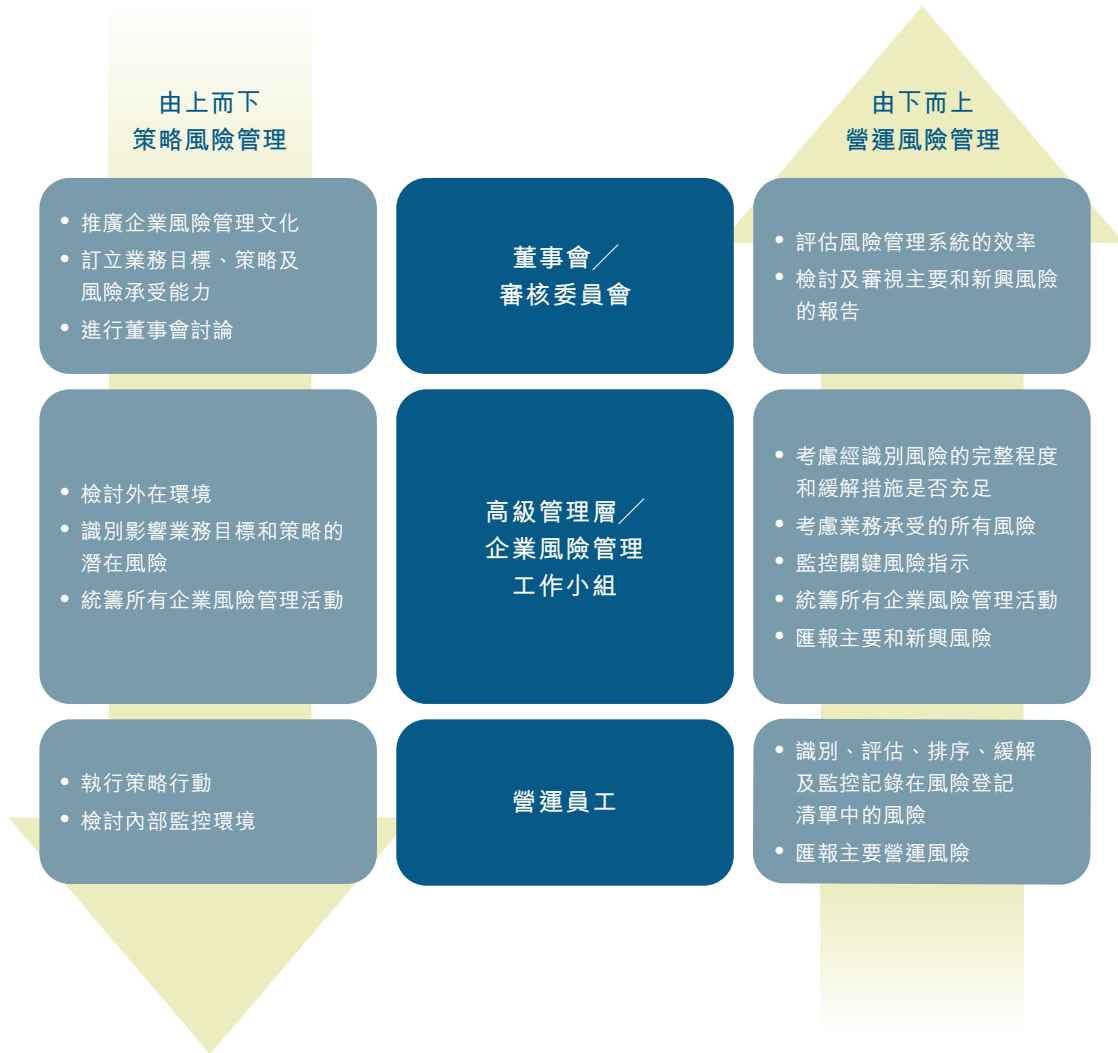 由上而下
策略風險管理
由下而上
營運風險管理
• 推廣企業風險管理文化
• 訂立業務目標、策略及
風險承受能力
• 進行董事會討論
董事會╱
審核委員會
• 評估風險管理系統的效率
• 檢討及審視主要和新興風險
的報告
• 檢討外在環境
• 識別影響業務目標和策略的
潛在風險
• 統籌所有企業風險管理活動
高級管理層╱
企業風險管理
工作小組
• 考慮經識別風險的完整程度
和緩解措施是否充足
• 考慮業務承受的所有風險
• 監控關鍵風險指示
• 統籌所有企業風險管理活動
• 匯報主要和新興風險
• 執行策略行動
• 檢討內部監控環境
營運員工
• 識別、評估、排序、緩解
及監控記錄在風險登記
清單中的風險
• 匯報主要營運風險